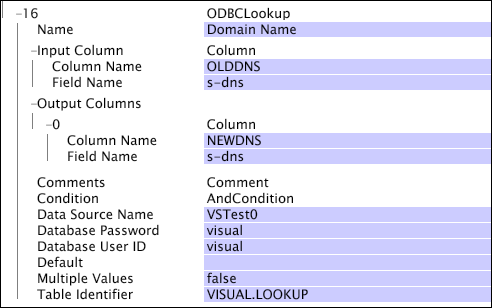 −16 ODBCLookup
Name Domain Name
−Input Column Column
Column Name OLDDNS
Field Name s-dns
−Output Columns
−0 Column
Column Name NEWDNS
Field Name s-dns
Comments Comment
Condition AndCondition
Data Source Name VSTest0
Database Password visual
Database User ID visual
Default
Multiple Values false
Table Identifier VISUAL.LOOKUP